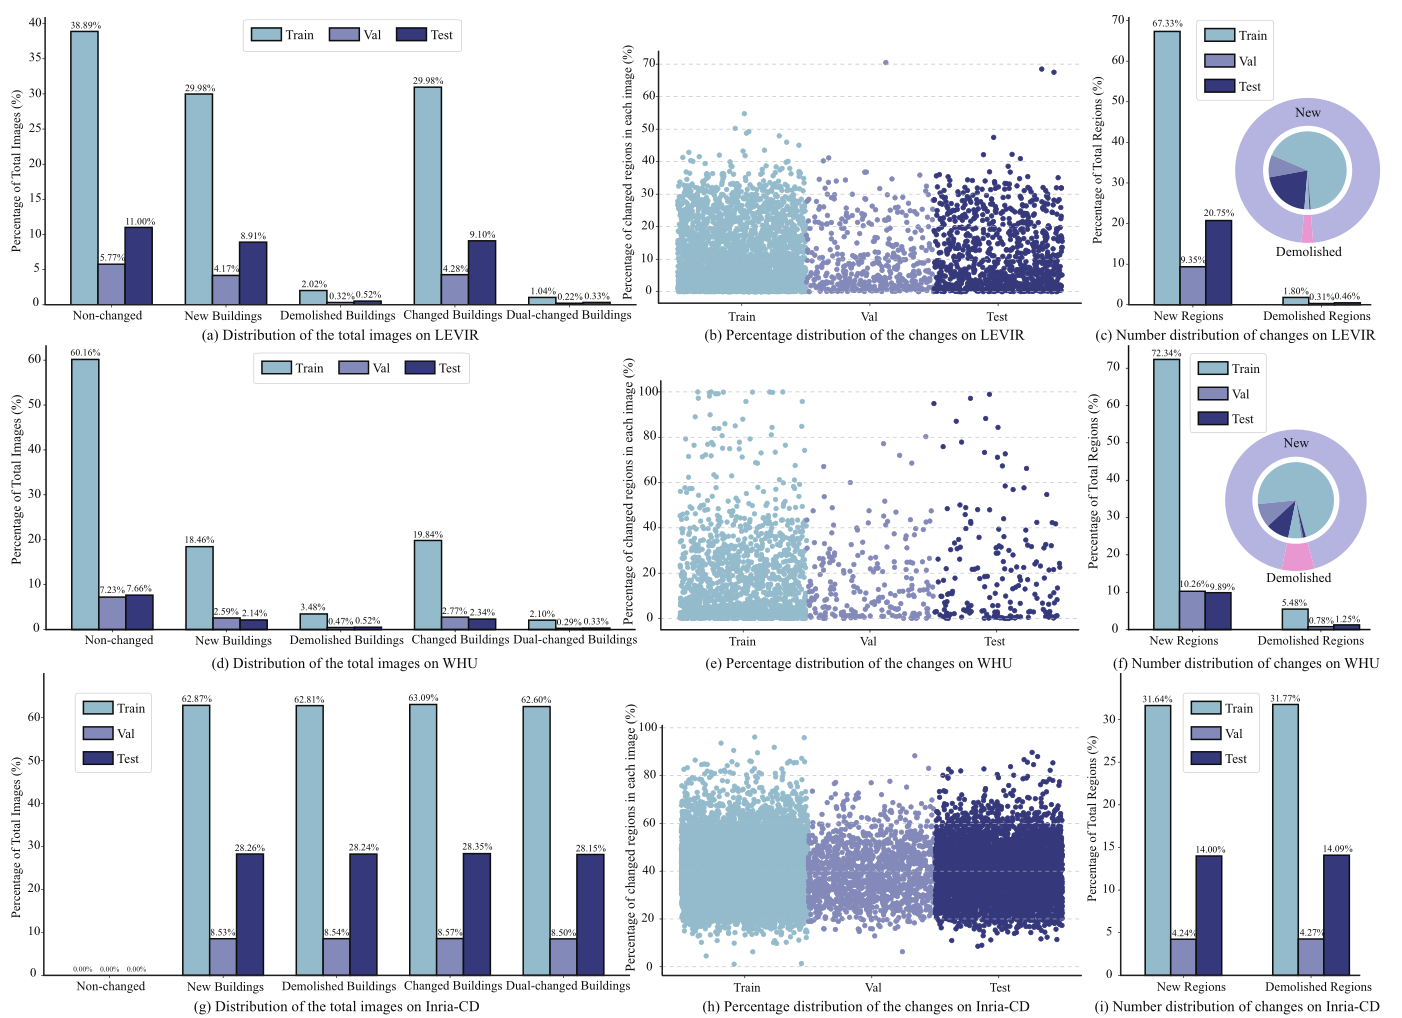 Percentage of Total Images (%)
40
35
30
25
20
15
10
5
0
Train Val Test
38.89% 5.77% 11.00%
29.98% 4.17% 8.91%
2.02% 0.32% 0.52%
29.98% 4.28% 9.10%
1.04% 0.22% 0.33%
Non-changed New Buildings Demolished Buildings Changed Buildings Dual-changed Buildings
(a) Distribution of the total images on LEVIR
Percentage of changed regions in each image (%)
70
60
50
40
30
20
10
0
Train Val Test
(b) Percentage distribution of the changes on LEVIR
Percentage of Total Regions (%)
70
60
50
40
30
20
10
0
Train
Val
Test
67.33% 9.35% 20.75%
1.80% 0.31% 0.46%
New
Demolished
New Regions Demolished Regions
(c) Number distribution of changes on LEVIR
Percentage of Total Images (%)
60
50
40
30
20
10
0
Train Val Test
60.16% 7.23% 7.66%
18.46% 2.59% 2.14%
3.48% 0.47% 0.52%
19.84% 2.77% 2.34%
2.10% 0.29% 0.33%
Non-changed New Buildings Demolished Buildings Changed Buildings Dual-changed Buildings
(d) Distribution of the total images on WHU
Percentage of changed regions in each image (%)
100
80
60
40
20
0
Train Val Test
(e) Percentage distribution of the changes on WHU
Percentage of Total Regions (%)
70
60
50
40
30
20
10
0
Train
Val
Test
72.34% 10.26% 9.89%
5.48% 0.78% 1.25%
New
Demolished
New Regions Demolished Regions
(f) Number distribution of changes on WHU
Percentage of Total Images (%)
60
50
40
30
20
10
0
Train
Val
Test
0.00% 0.00% 0.00%
62.87% 8.53% 28.26%
62.81% 8.54% 28.24%
63.09% 8.57% 28.35%
62.60% 8.50% 28.15%
Non-changed New Buildings Demolished Buildings Changed Buildings Dual-changed Buildings
(g) Distribution of the total images on Inria-CD
Percentage of changed regions in each image (%)
100
80
60
40
20
0
Train Val Test
(h) Percentage distribution of the changes on Inria-CD
Percentage of Total Regions (%)
30
25
20
15
10
5
0
Train
Val
Test
31.64% 4.24% 14.00%
31.77% 4.27% 14.09%
New Regions Demolished Regions
(i) Number distribution of changes on Inria-CD